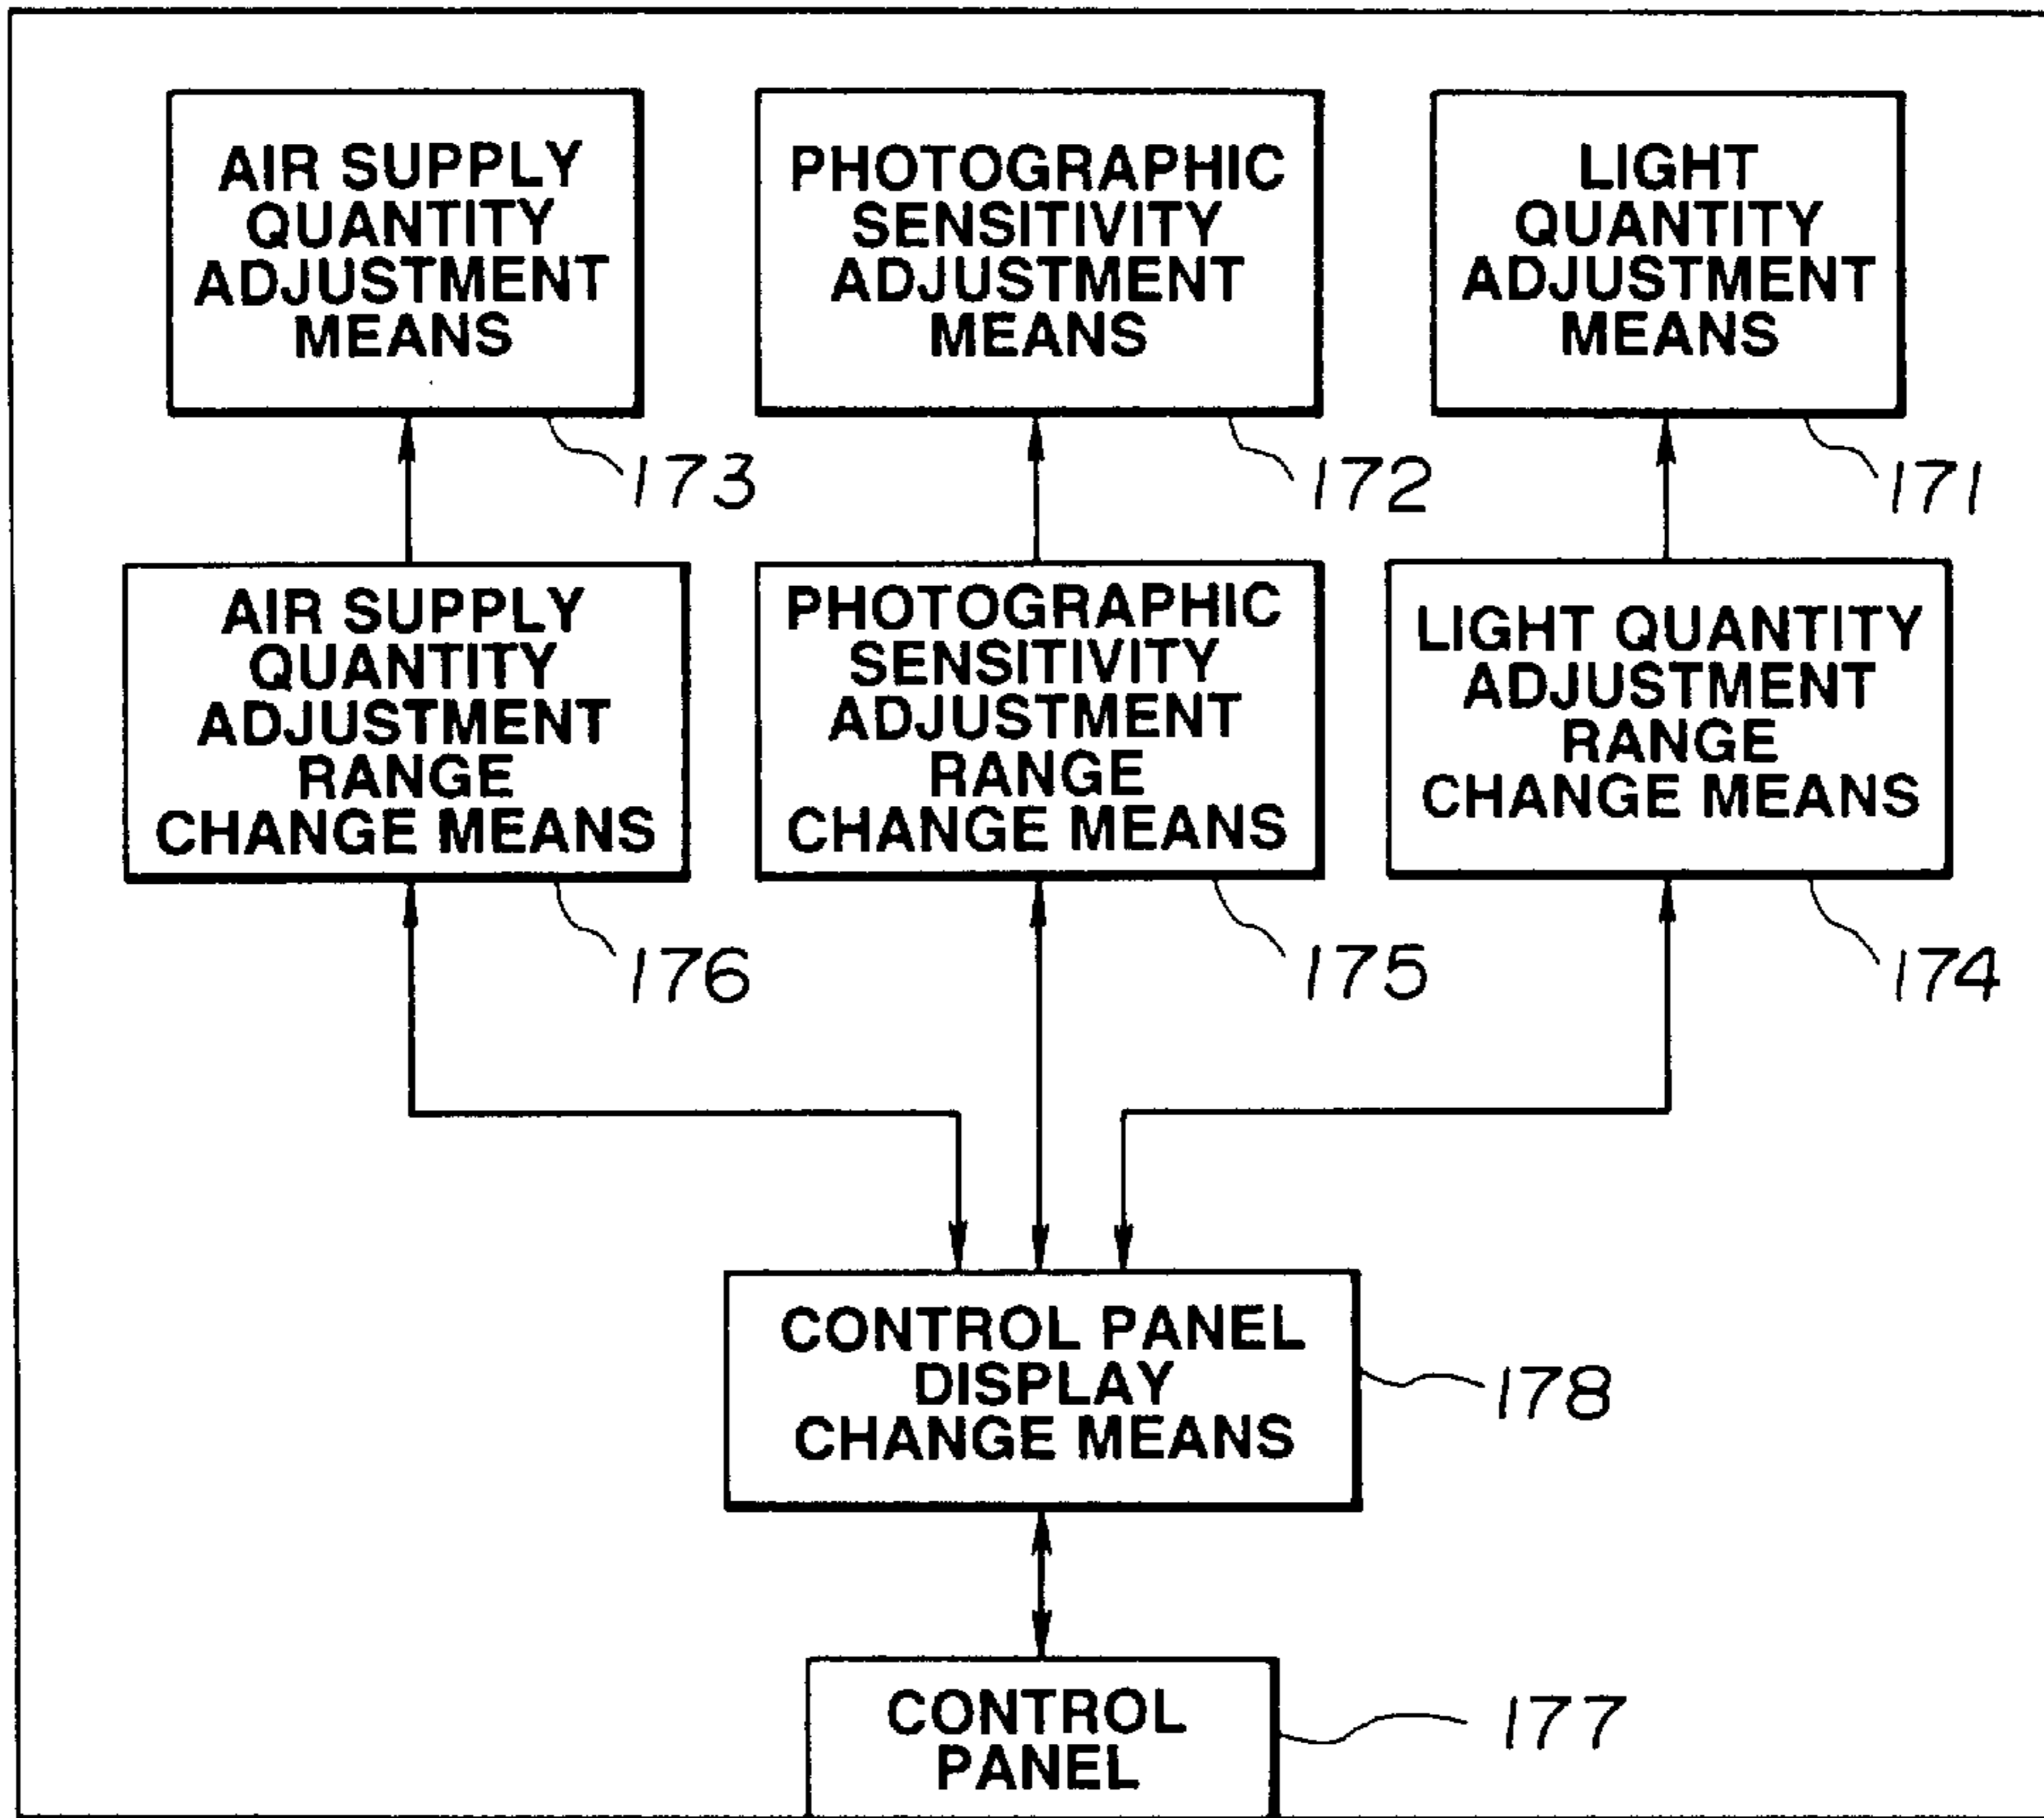 AIR SUPPLY
QUANTITY
ADJUSTMENT
MEANS
173
PHOTOGRAPHIC
SENSITIVITY
ADJUSTMENT
MEANS
172
LIGHT
QUANTITY
ADJUSTMENT
MEANS
171
AIR SUPPLY
QUANTITY
ADJUSTMENT
RANGE
CHANGE MEANS
176
PHOTOGRAPHIC
SENSITIVITY
ADJUSTMENT
RANGE
CHANGE MEANS
175
LIGHT QUANTITY
ADJUSTMENT
RANGE
CHANGE MEANS
174
CONTROL PANEL
DISPLAY
CHANGE MEANS
178
CONTROL
PANEL
177